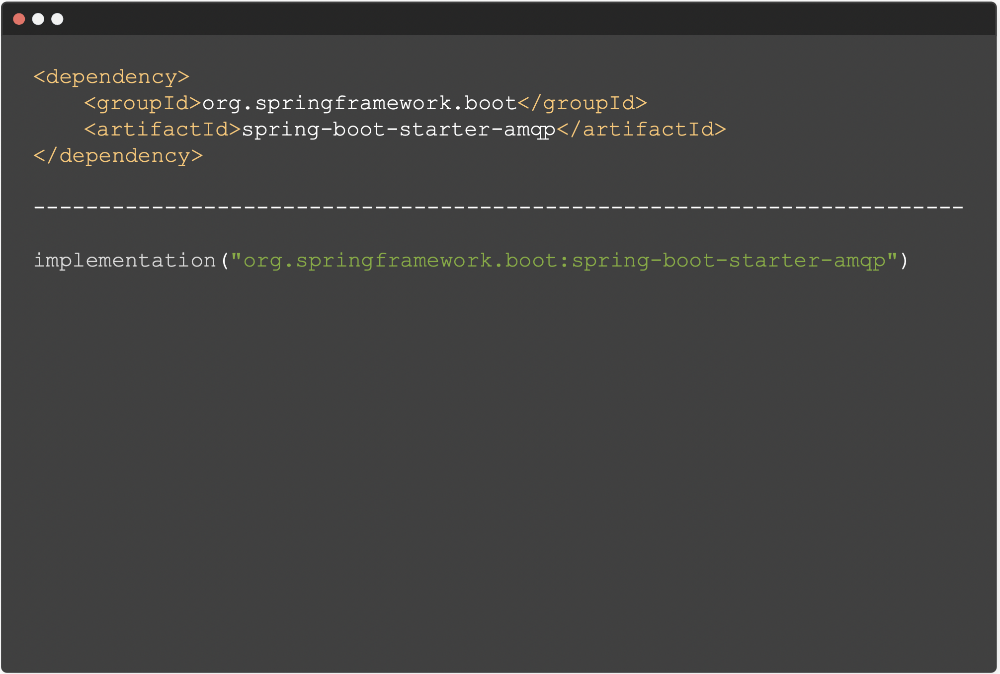 <dependency>
<groupId>org.springframework.boot</groupId>
<artifactId>spring-boot-starter-amqp</artifactId>
</dependency>
-----------------------------------------------------------------------
implementation("org.springframework.boot:spring-boot-starter-amqp")